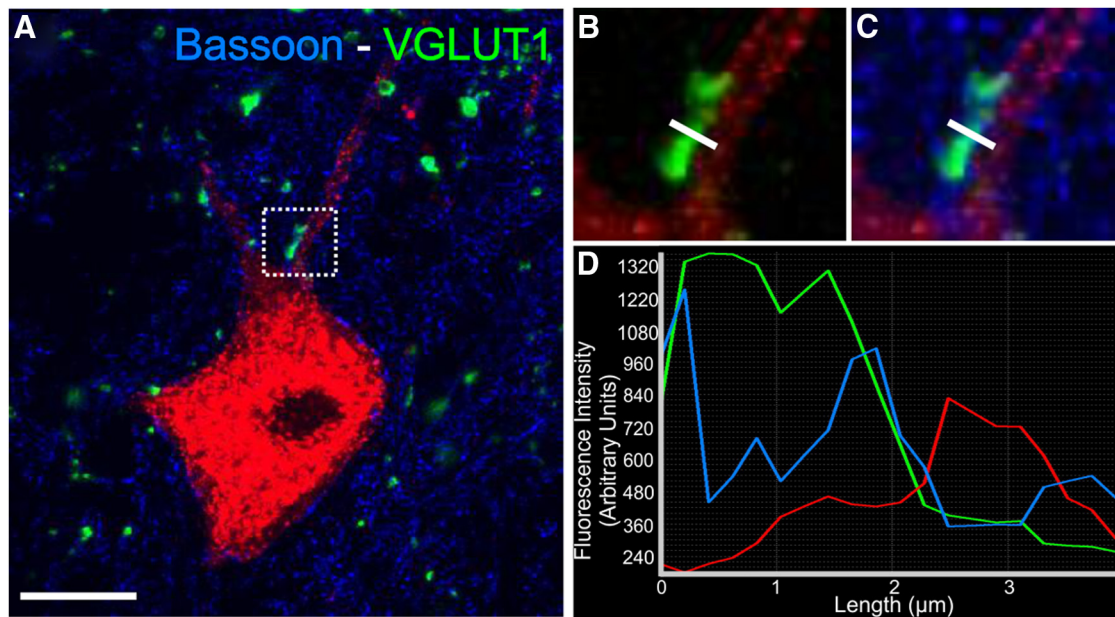 A
Bassoon - VGLUT1
B
C
D
Fluorescence Intensity
(Arbitrary Units)
1320
1220
1080
960
840
720
600
480
360
240
0 1 2 3
Length (µm)